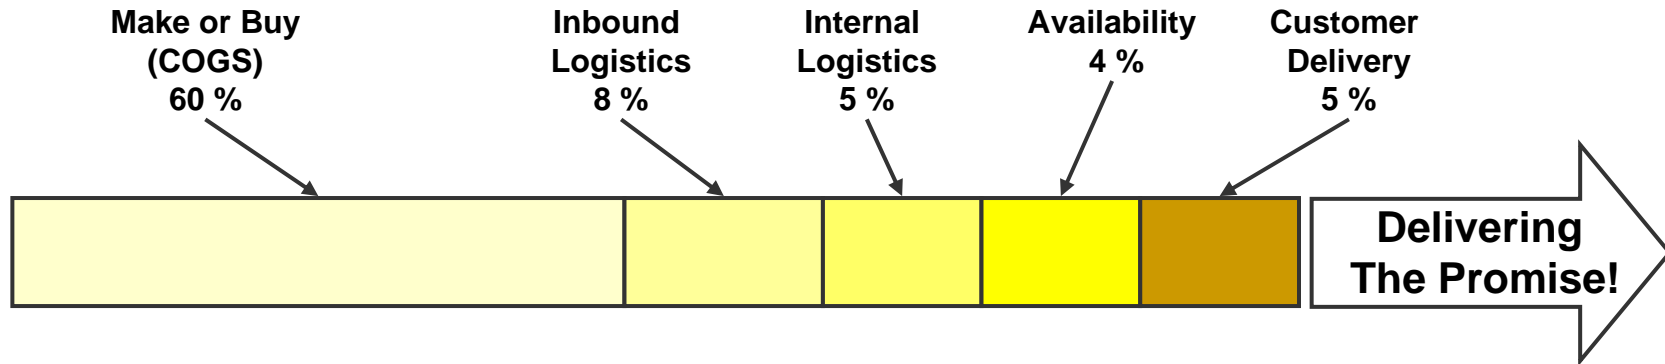 Make or Buy
(COGS)
60 %
Inbound
Logistics
8 %
Internal
Logistics
5 %
Availability
4 %
Customer
Delivery
5 %
Delivering
The Promise!